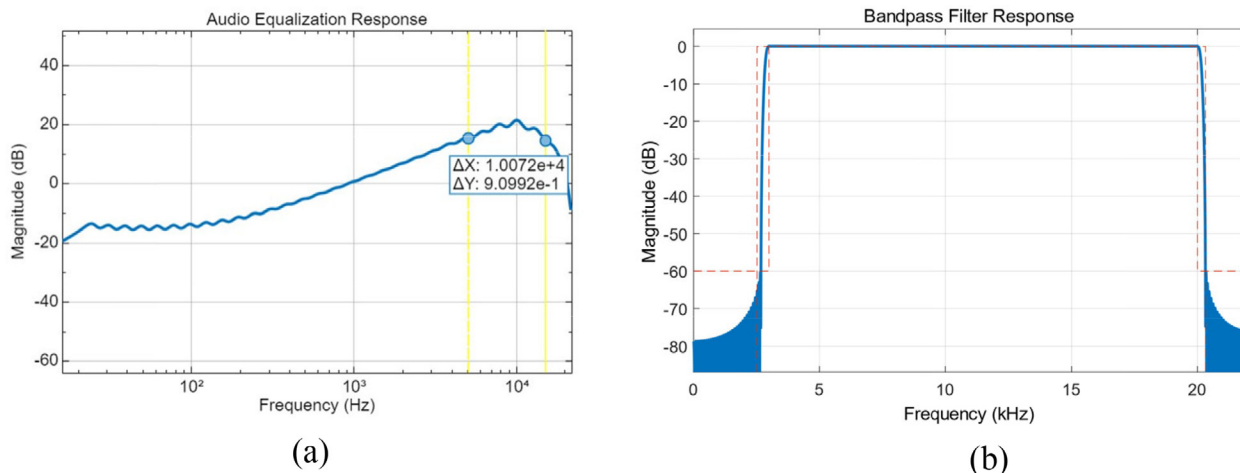 Audio Equalization Response
Magnitude (dB)
40
20
0
-20
-40
-60
ΔX: 1.0072e+4
ΔY: 9.0992e-1
10² 10³ 10⁴
Frequency (Hz)
(a)
Bandpass Filter Response
Magnitude (dB)
0
-10
-20
-30
-40
-50
-60
-70
-80
0 5 10 15 20
Frequency (kHz)
(b)